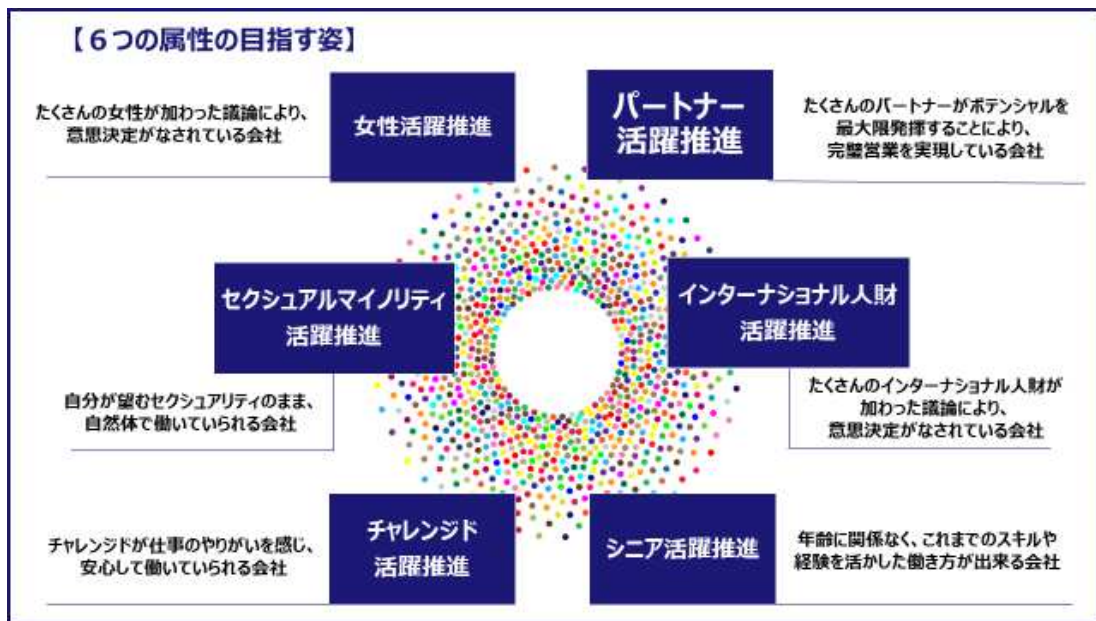 【６つの属性の目指す姿】
たくさんの女性が加わった議論により、
意思決定がなされている会社
女性活躍推進
パートナー
活躍推進
たくさんのパートナーがポテンシャルを
最大限発揮することにより、
完璧営業を実現している会社
セクシュアルマイノリティ
活躍推進
自分が望むセクシュアリティのまま、
自然体で働いていられる会社
インターナショナル人財
活躍推進
たくさんのインターナショナル人財が
加わった議論により、
意思決定がなされている会社
チャレンジドが仕事のやりがいを感じ、
安心して働いていられる会社
チャレンジド
活躍推進
シニア活躍推進
年齢に関係なく、これまでのスキルや
経験を活かした働き方が出来る会社